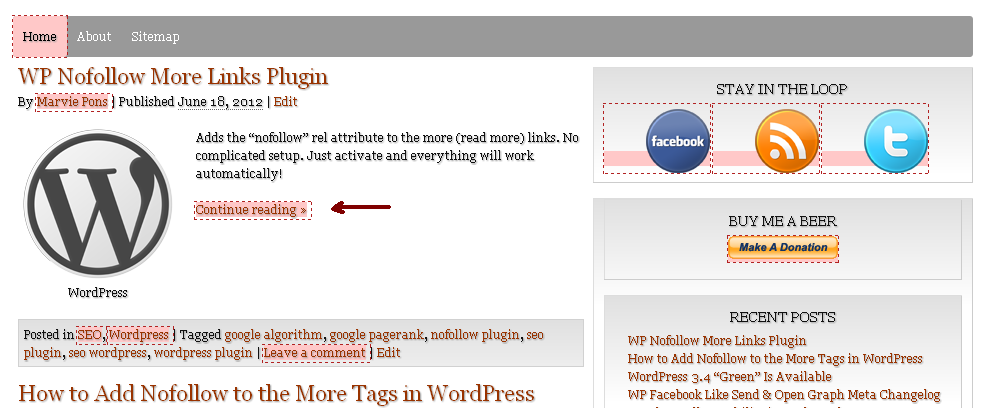 Home About Sitemap
WP Nofollow More Links Plugin
By Marvie Pons | Published June 18, 2012 | Edit
Adds the “nofollow” rel attribute to the more (read more) links. No
complicated setup. Just activate and everything will work
automatically!
Continue reading »
WordPress
Posted in SEO, Wordpress | Tagged google algorithm, google pagerank, nofollow plugin, seo
plugin, seo wordpress, wordpress plugin | Leave a comment | Edit
How to Add Nofollow to the More Tags in WordPress
STAY IN THE LOOP
facebook
BUY ME A BEER
Make A Donation
RECENT POSTS
WP Nofollow More Links Plugin
How to Add Nofollow to the More Tags in WordPress
WordPress 3.4 “Green” Is Available
WP Facebook Like Send & Open Graph Meta Changelog